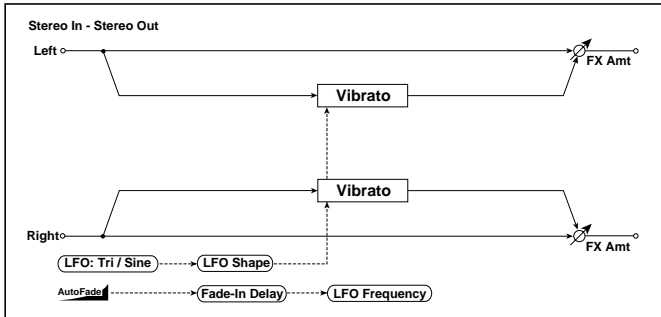 Stereo In - Stereo Out
Left
FX Amt
Vibrato
Vibrato
Right
FX Amt
LFO: Tri / Sine
LFO Shape
AutoFade
Fade-In Delay
LFO Frequency